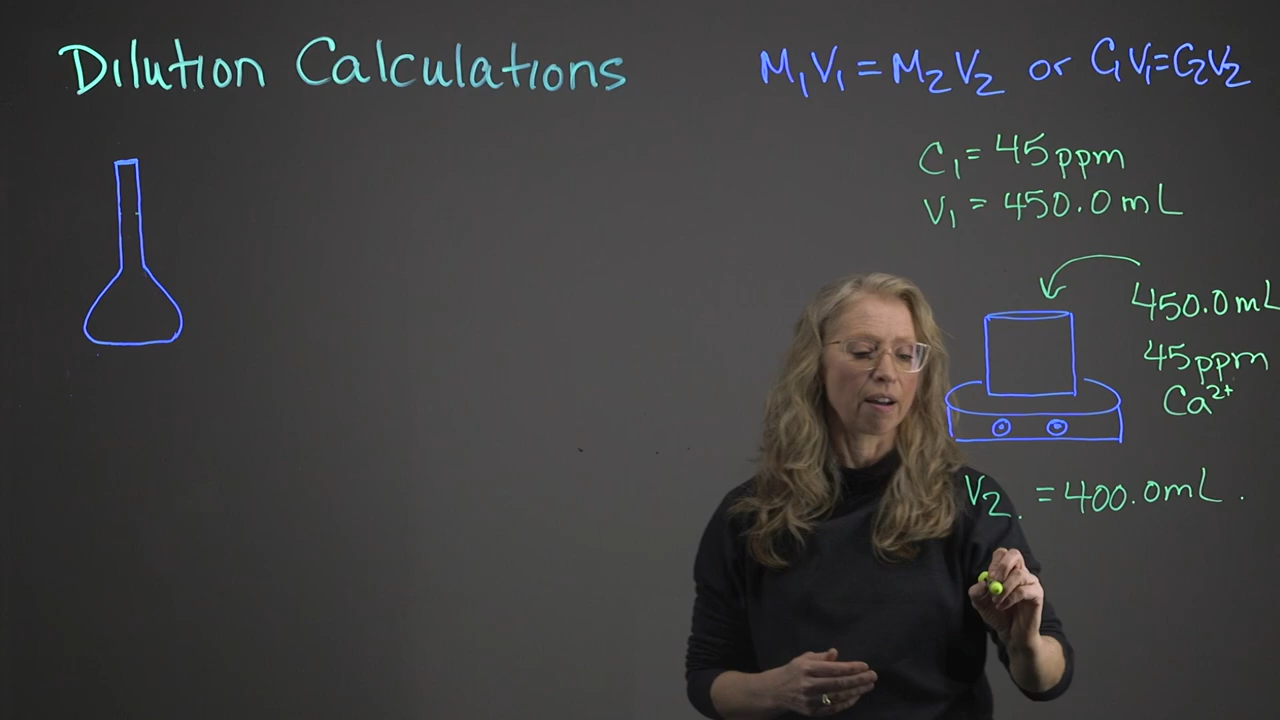 Dilution Calculations
M₁V₁ = M₂V₂ or C₁V₁=C₂V₂
C₁ = 45 ppm
V₁ = 450.0 mL
450.0 mL
45 ppm
Ca²⁺
V₂ = 400.0 mL